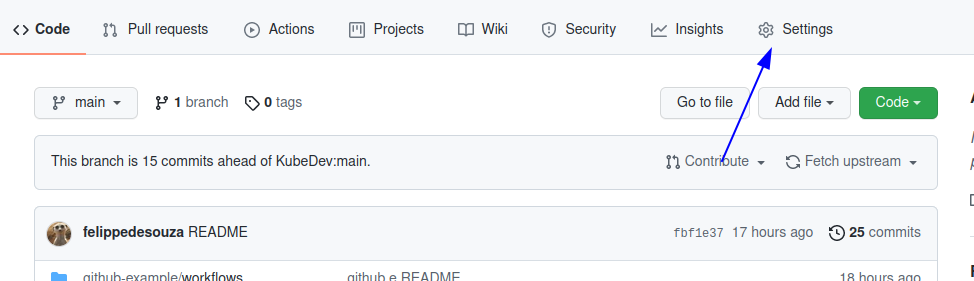 Code Pull requests Actions Projects Wiki Security Insights Settings
main 1 branch 0 tags Go to file Add file Code
This branch is 15 commits ahead of KubeDev:main. Contribute Fetch upstream
felippedesouza README fbf1e37 17 hours ago 25 commits
github-example/workflows github e README 18 hours ago